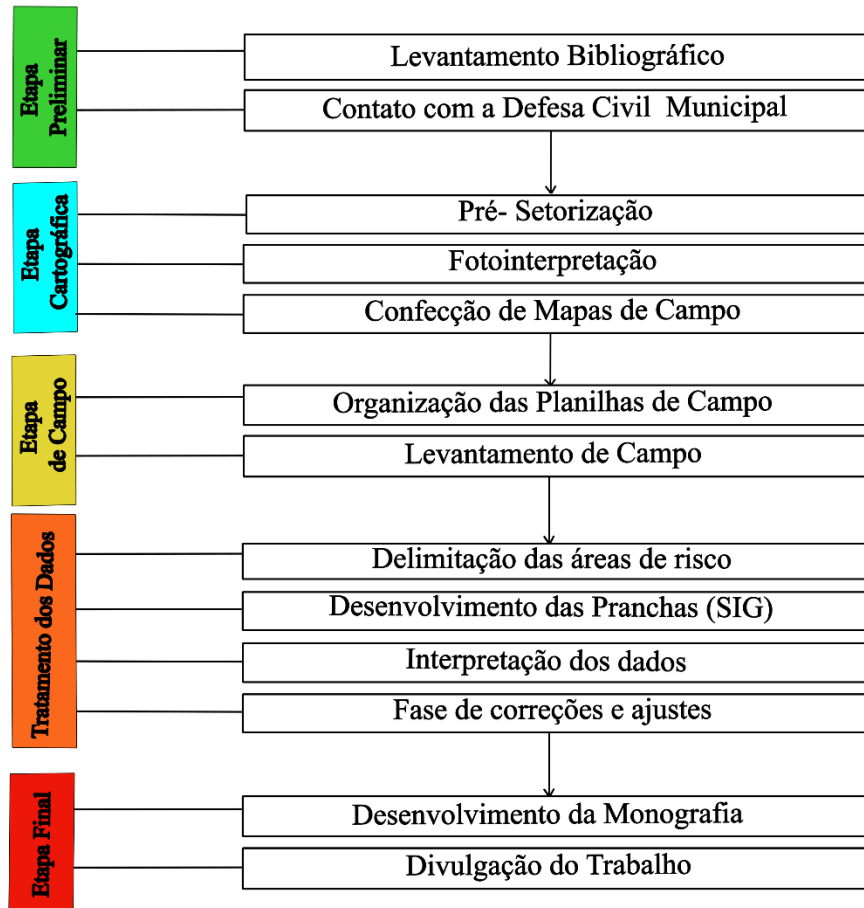 Etapa
Preliminar
Levantamento Bibliográfico
Contato com a Defesa Civil Municipal
Etapa
Cartográfica
Pré- Setorização
Fotointerpretação
Confecção de Mapas de Campo
Etapa
de Campo
Organização das Planilhas de Campo
Levantamento de Campo
Tratamento dos Dados
Delimitação das áreas de risco
Desenvolvimento das Pranchas (SIG)
Interpretação dos dados
Fase de correções e ajustes
Etapa Final
Desenvolvimento da Monografia
Divulgação do Trabalho